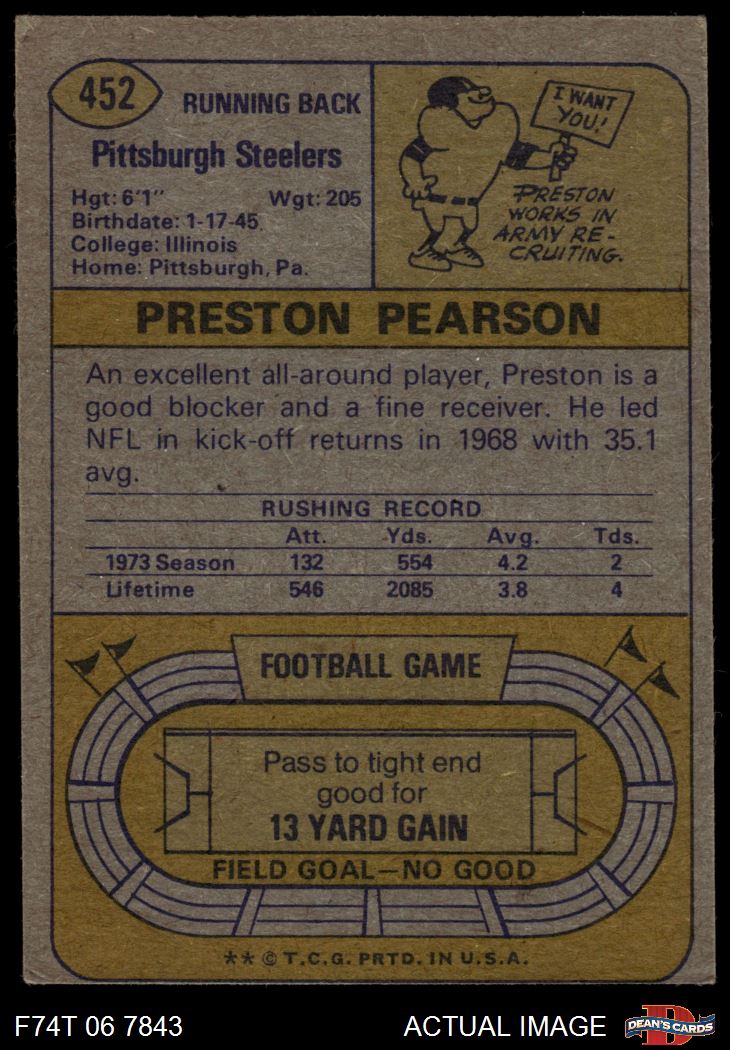 452
RUNNING BACK
Pittsburgh Steelers
Hgt: 6'1" Wgt: 205
Birthdate: 1-17-45
College: Illinois
Home: Pittsburgh, Pa.
I WANT
YOU!
PRESTON
WORKS IN
ARMY RE-
CRUITING.
PRESTON PEARSON
An excellent all-around player, Preston is a
good blocker and a fine receiver. He led
NFL in kick-off returns in 1968 with 35.1
avg.
RUSHING RECORD
Att. Yds. Avg. Tds.
1973 Season 132 554 4.2 2
Lifetime 546 2085 3.8 4
FOOTBALL GAME
Pass to tight end
good for
13 YARD GAIN
FIELD GOAL—NO GOOD
** © T.C.G. PRTD. IN U.S.A.
F74T 06 7843 ACTUAL IMAGE
D
DEAN'S CARDS